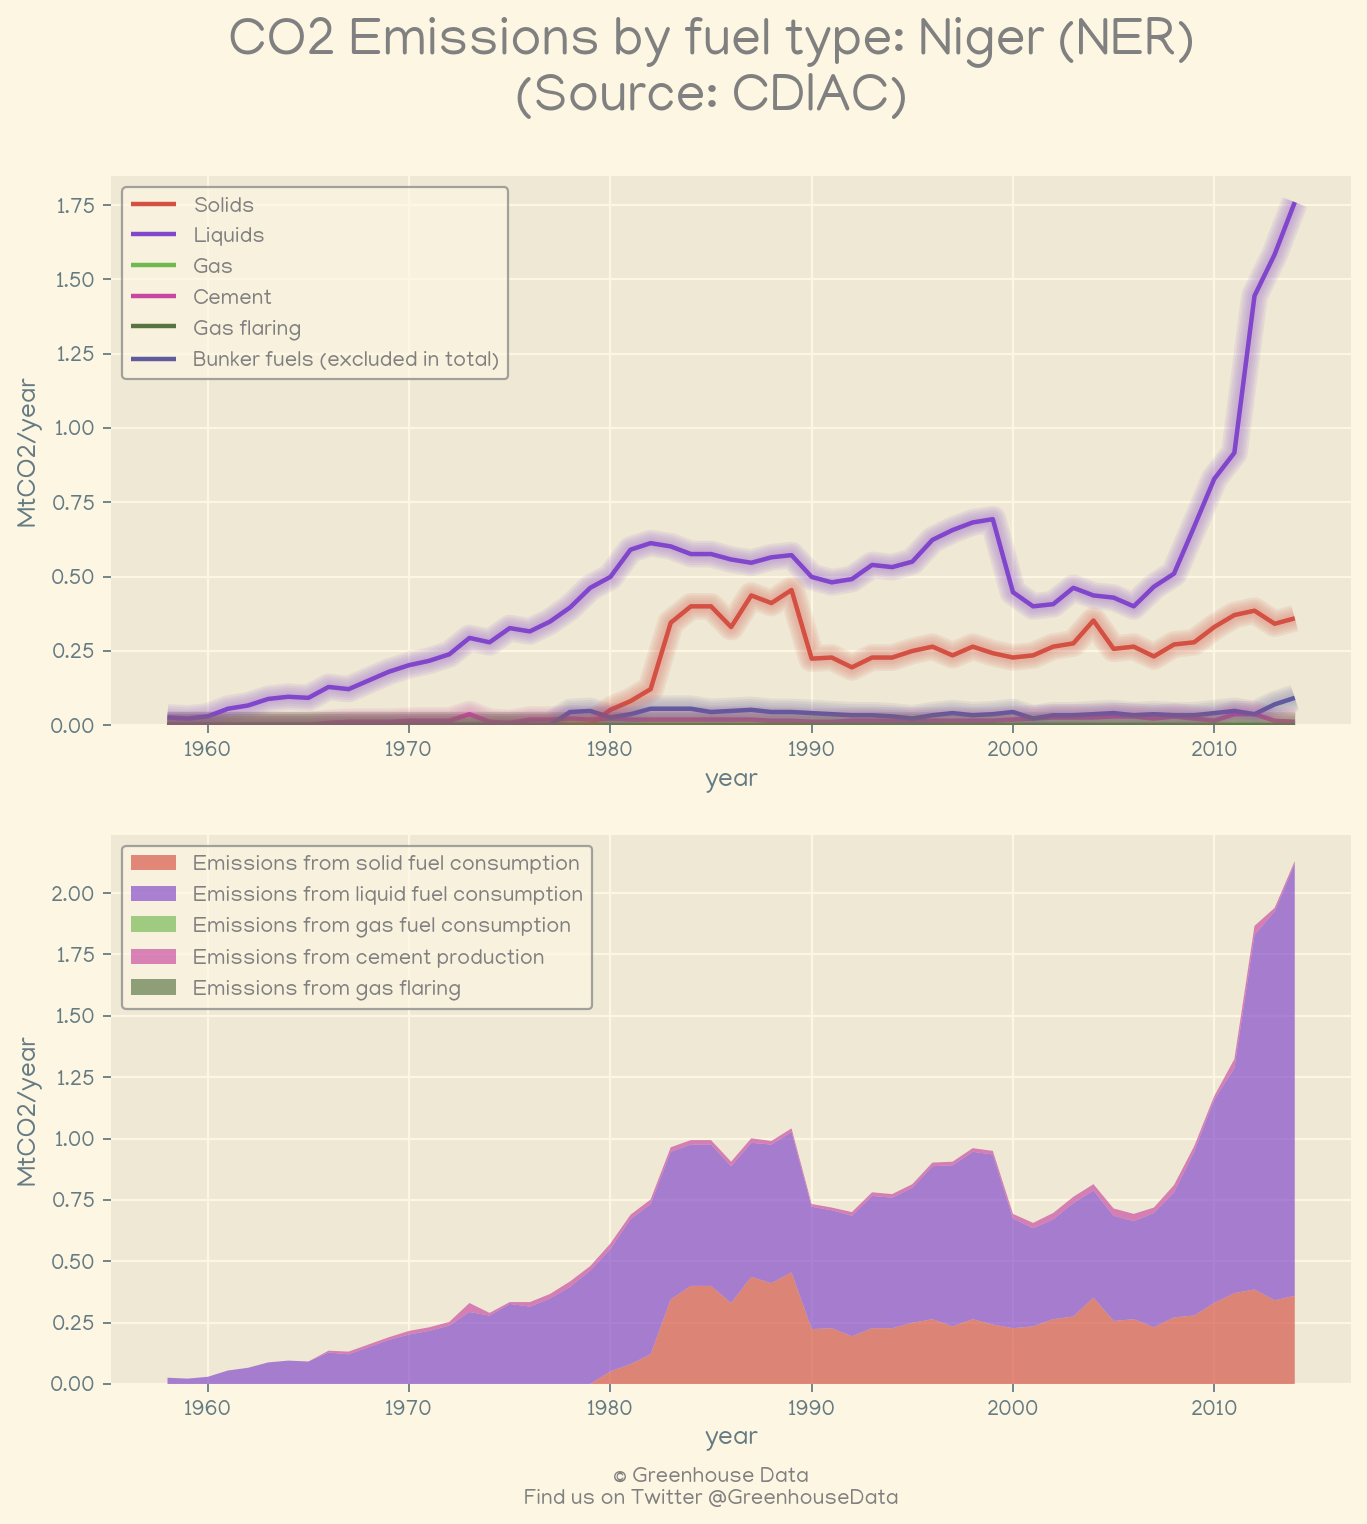 CO2 Emissions by fuel type: Niger (NER)
(Source: CDIAC)
Solids
Liquids
Gas
Cement
Gas flaring
Bunker fuels (excluded in total)
MtCO2/year
1.75
1.50
1.25
1.00
0.75
0.50
0.25
0.00
1960 1970 1980 1990 2000 2010
year
Emissions from solid fuel consumption
Emissions from liquid fuel consumption
Emissions from gas fuel consumption
Emissions from cement production
Emissions from gas flaring
MtCO2/year
2.00
1.75
1.50
1.25
1.00
0.75
0.50
0.25
0.00
1960 1970 1980 1990 2000 2010
year
© Greenhouse Data
Find us on Twitter @GreenhouseData